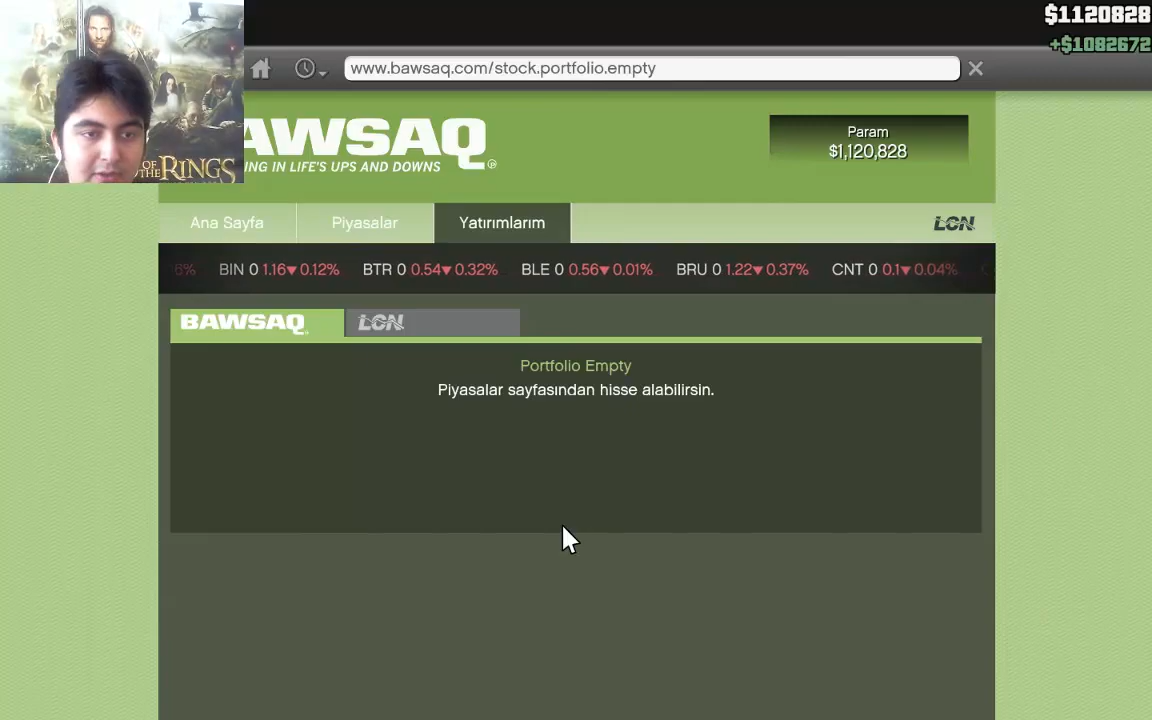 $1120828
+$1082672
www.bawsaq.com/stock.portfolio.empty
OF
THE RINGS
AWSAQ
ING IN LIFE'S UPS AND DOWNS
Param
$1,120,828
Ana Sayfa
Piyasalar
Yatırımlarım
LCN
6% BIN 0 1.16▼0.12% BTR 0 0.54▼0.32% BLE 0 0.56▼0.01% BRU 0 1.22▼0.37% CNT 0 0.1▼0.04%
BAWSAQ
LCN
Portfolio Empty
Piyasalar sayfasından hisse alabilirsin.